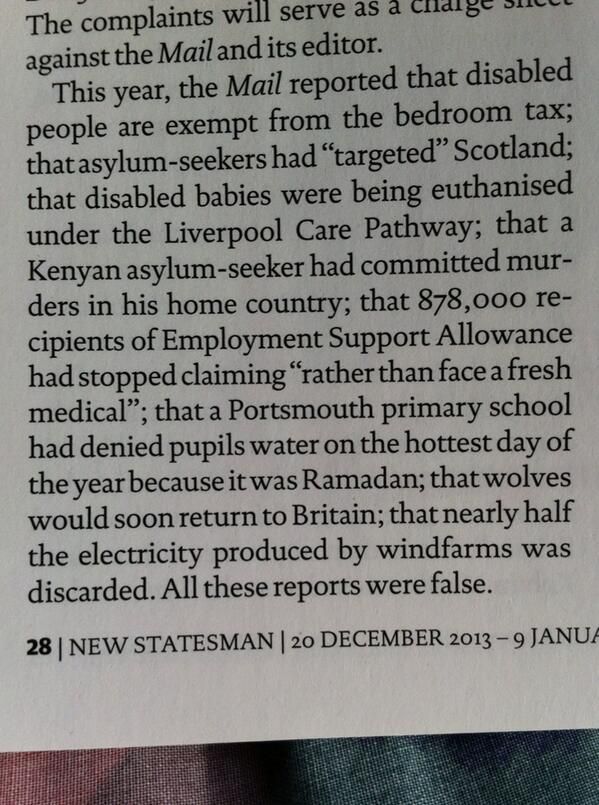 The complaints will serve as a charge sheet
against the Mail and its editor.
This year, the Mail reported that disabled
people are exempt from the bedroom tax;
that asylum-seekers had “targeted” Scotland;
that disabled babies were being euthanised
under the Liverpool Care Pathway; that a
Kenyan asylum-seeker had committed mur-
ders in his home country; that 878,000 re-
cipients of Employment Support Allowance
had stopped claiming “rather than face a fresh
medical”; that a Portsmouth primary school
had denied pupils water on the hottest day of
the year because it was Ramadan; that wolves
would soon return to Britain; that nearly half
the electricity produced by windfarms was
discarded. All these reports were false.
28 | NEW STATESMAN | 20 DECEMBER 2013 – 9 JANUA